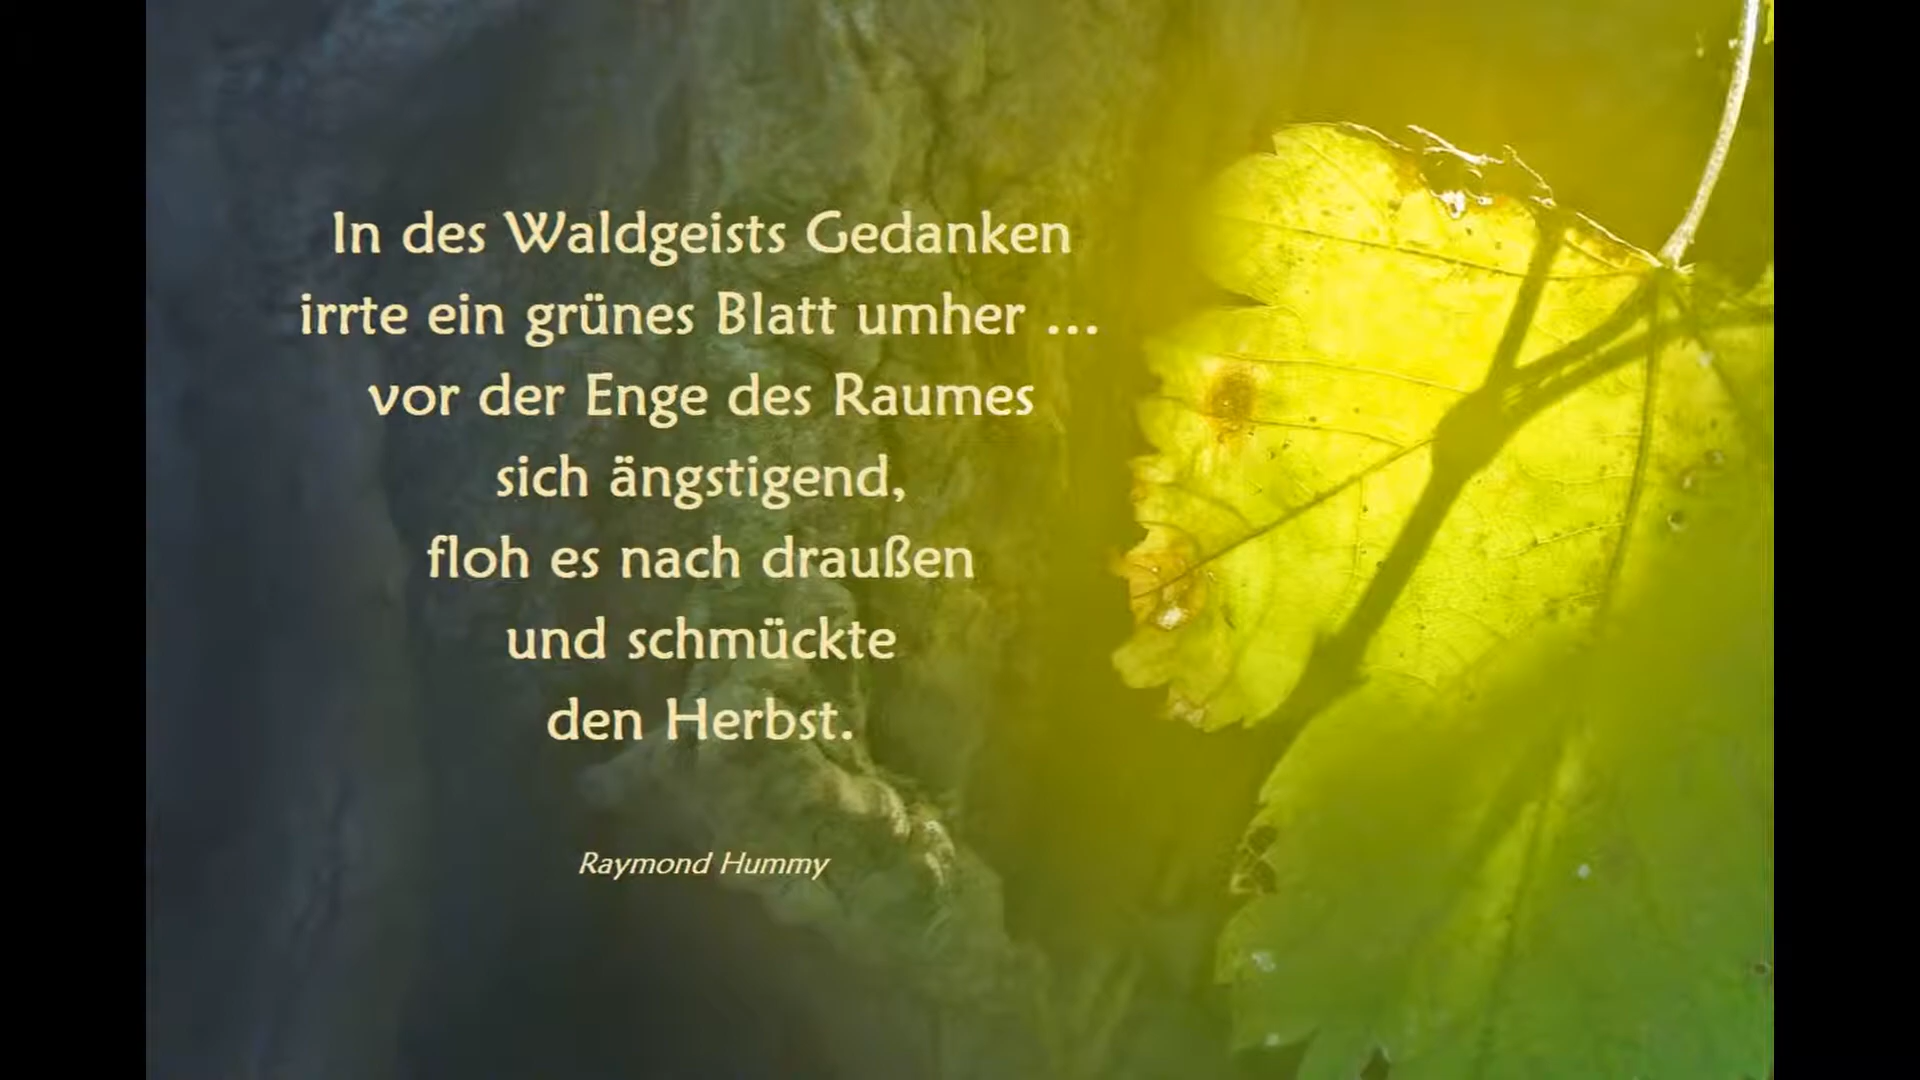 In des Waldgeists Gedanken
irrte ein grünes Blatt umher ...
vor der Enge des Raumes
sich ängstigend,
floh es nach draußen
und schmückte
den Herbst.
Raymond Hummy